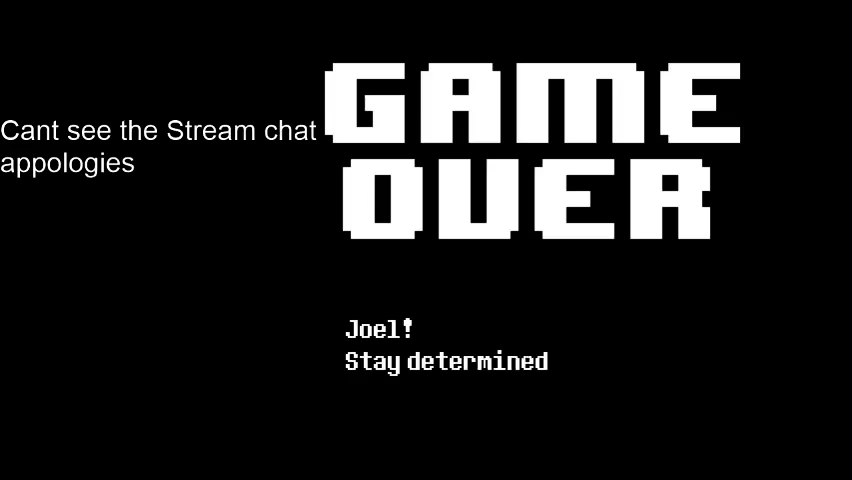 Cant see the Stream chat
appologies
GAME
OVER
Joel!
Stay determined